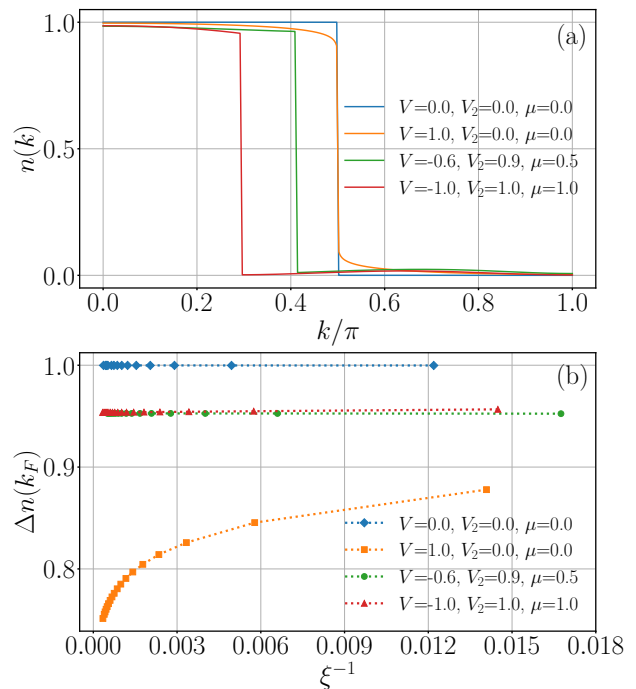 (a)
n(k)
1.0
0.5
0.0
V=0.0, V₂=0.0, μ=0.0
V=1.0, V₂=0.0, μ=0.0
V=-0.6, V₂=0.9, μ=0.5
V=-1.0, V₂=1.0, μ=1.0
0.0 0.2 0.4 0.6 0.8 1.0
k/π
(b)
Δn(k_F)
1.0
0.9
0.8
V=0.0, V₂=0.0, μ=0.0
V=1.0, V₂=0.0, μ=0.0
V=-0.6, V₂=0.9, μ=0.5
V=-1.0, V₂=1.0, μ=1.0
0.000 0.003 0.006 0.009 0.012 0.015 0.018
ξ⁻¹